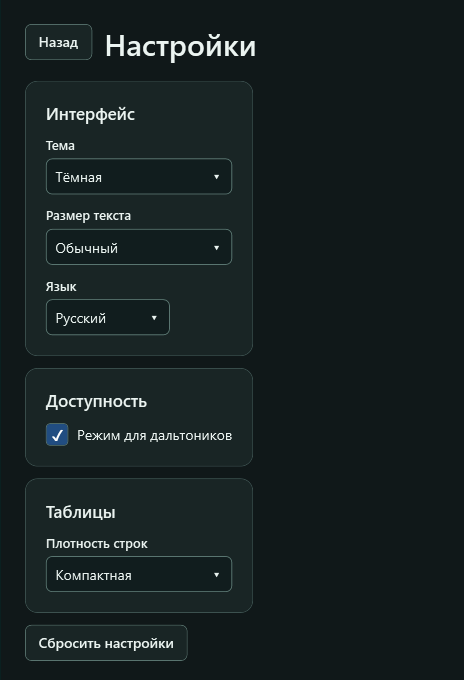 Назад
Настройки
Интерфейс
Тема
Тёмная
Размер текста
Обычный
Язык
Русский
Доступность
Режим для дальтоников
Таблицы
Плотность строк
Компактная
Сбросить настройки